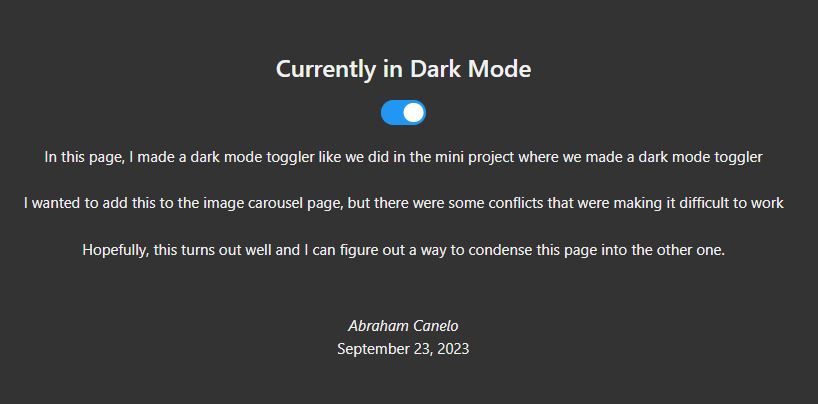 Currently in Dark Mode
In this page, I made a dark mode toggler like we did in the mini project where we made a dark mode toggler
I wanted to add this to the image carousel page, but there were some conflicts that were making it difficult to work
Hopefully, this turns out well and I can figure out a way to condense this page into the other one.
Abraham Canelo
September 23, 2023